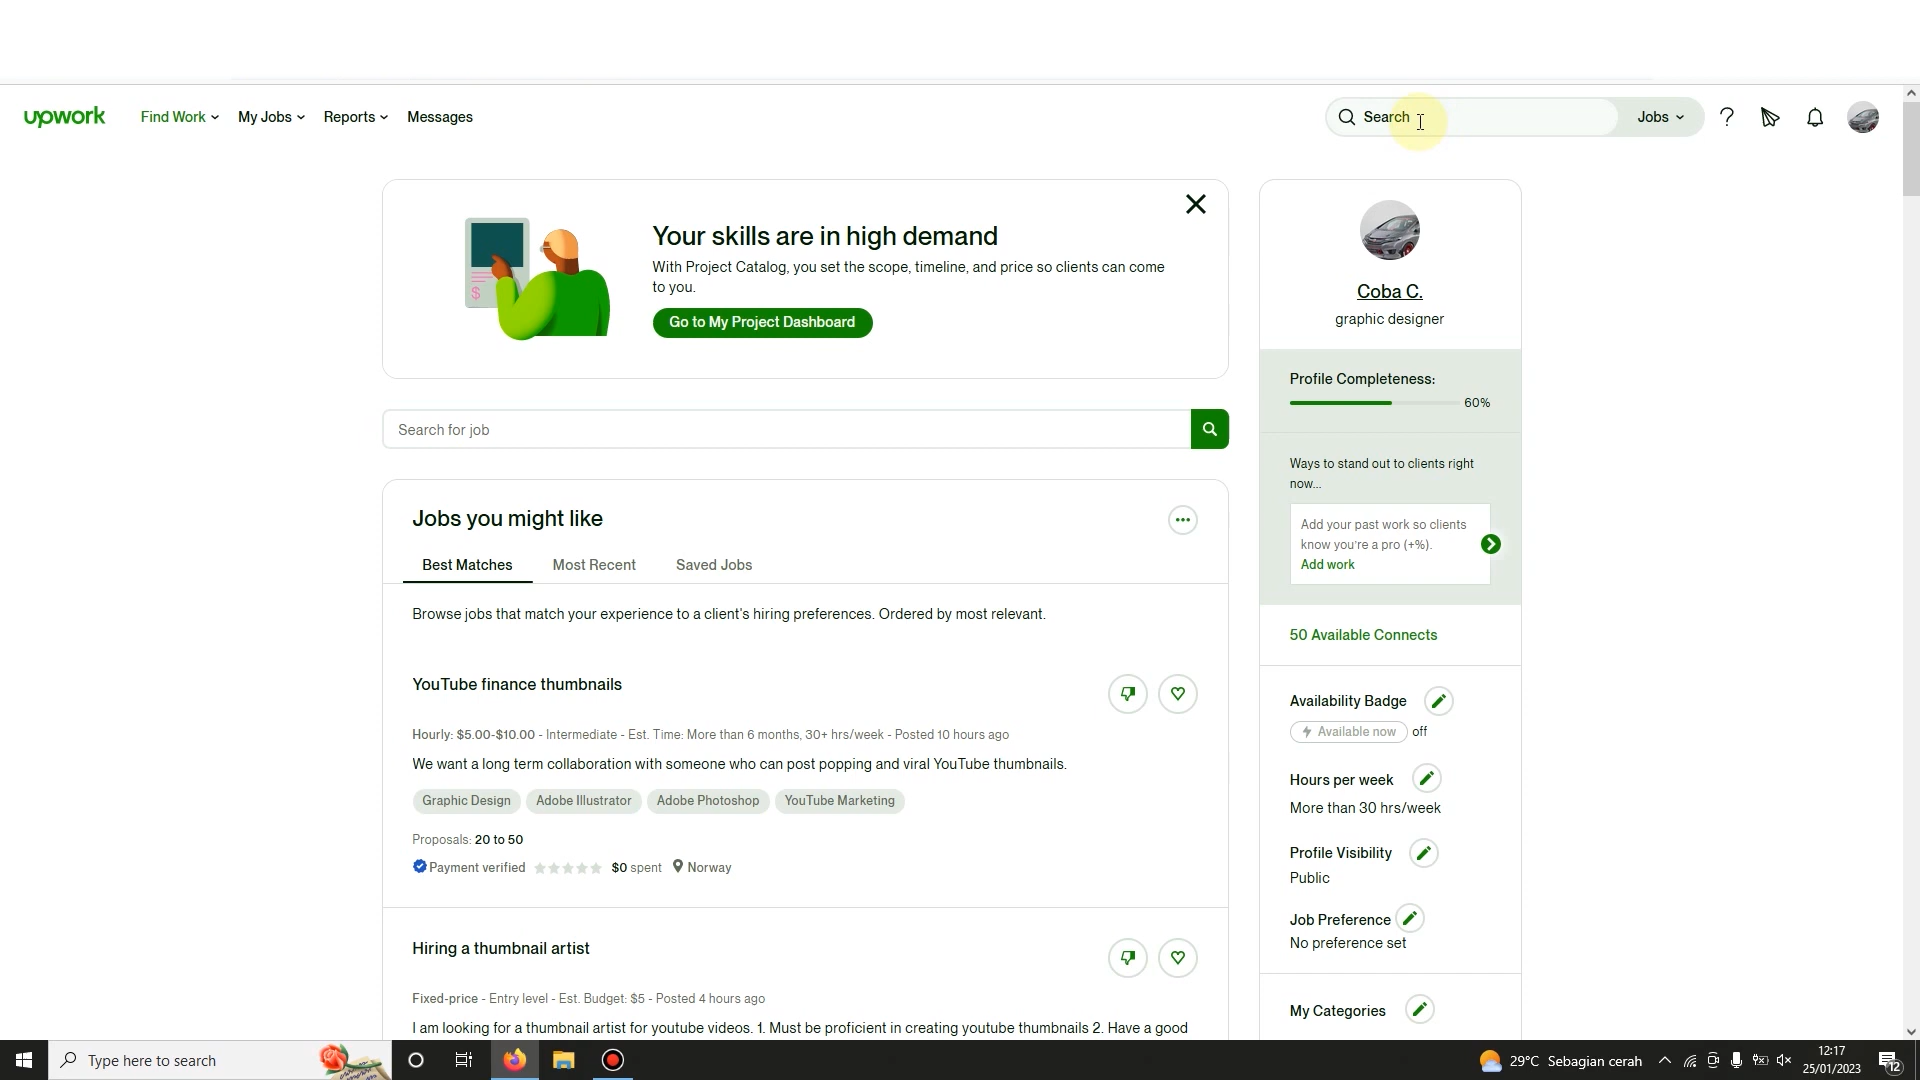 upwork
Find Work
My Jobs
Reports
Messages
Search
Jobs
Your skills are in high demand
With Project Catalog, you set the scope, timeline, and price so clients can come
to you.
Go to My Project Dashboard
Search for job
Jobs you might like
Best Matches
Most Recent
Saved Jobs
Browse jobs that match your experience to a client's hiring preferences. Ordered by most relevant.
YouTube finance thumbnails
Hourly: $5.00-$10.00 - Intermediate - Est. Time: More than 6 months, 30+ hrs/week - Posted 10 hours ago
We want a long term collaboration with someone who can post popping and viral YouTube thumbnails.
Graphic Design
Adobe Illustrator
Adobe Photoshop
YouTube Marketing
Proposals: 20 to 50
Payment verified $0 spent Norway
Hiring a thumbnail artist
Fixed-price - Entry level - Est. Budget: $5 - Posted 4 hours ago
I am looking for a thumbnail artist for youtube videos. 1. Must be proficient in creating youtube thumbnails 2. Have a good
Coba C.
graphic designer
Profile Completeness:
60%
Ways to stand out to clients right
now...
Add your past work so clients
know you're a pro (+%).
Add work
50 Available Connects
Availability Badge
Available now off
Hours per week
More than 30 hrs/week
Profile Visibility
Public
Job Preference
No preference set
My Categories
Type here to search
29°C Sebagian cerah
12:17
25/01/2023
12